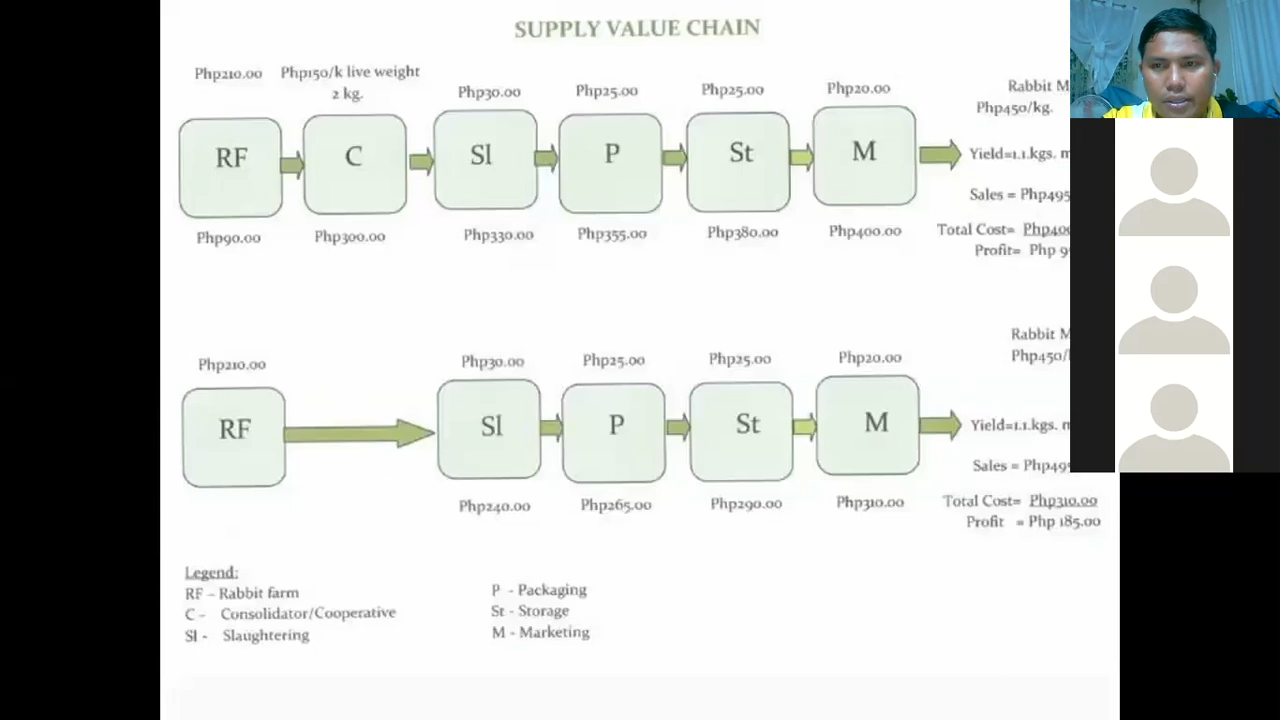 SUPPLY VALUE CHAIN
Php210.00
Php150/k live weight
2 kg.
Php30.00
Php25.00
Php25.00
Php20.00
Rabbit M
Php450/kg.
RF
C
Sl
P
St
M
Yield=1.1.kgs. m
Sales = Php495
Php90.00
Php300.00
Php330.00
Php355.00
Php380.00
Php400.00
Total Cost= Php400
Profit= Php 9
Php210.00
Php30.00
Php25.00
Php25.00
Php20.00
Rabbit M
Php450/
RF
Sl
P
St
M
Yield=1.1.kgs. m
Sales = Php495
Php240.00
Php265.00
Php290.00
Php310.00
Total Cost= Php310.00
Profit = Php 185.00
Legend:
RF – Rabbit farm
C - Consolidator/Cooperative
Sl - Slaughtering
P - Packaging
St - Storage
M - Marketing